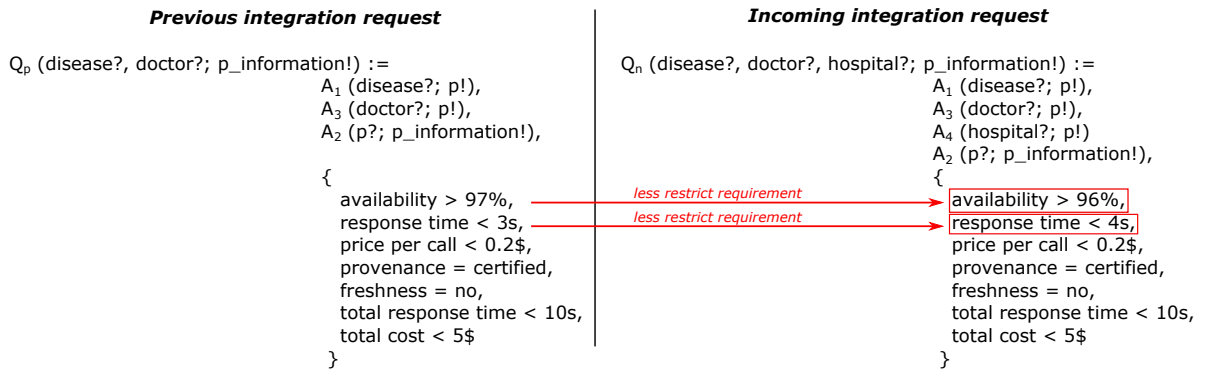 Previous integration request
Qp (disease?, doctor?; p_information!) :=
A1 (disease?; p!),
A3 (doctor?; p!),
A2 (p?; p_information!),
{
availability > 97%,
response time < 3s,
price per call < 0.2$,
provenance = certified,
freshness = no,
total response time < 10s,
total cost < 5$
}
less restrict requirement
less restrict requirement
Incoming integration request
Qn (disease?, doctor?, hospital?; p_information!) :=
A1 (disease?; p!),
A3 (doctor?; p!),
A4 (hospital?; p!)
A2 (p?; p_information!),
{
availability > 96%,
response time < 4s,
price per call < 0.2$,
provenance = certified,
freshness = no,
total response time < 10s,
total cost < 5$
}